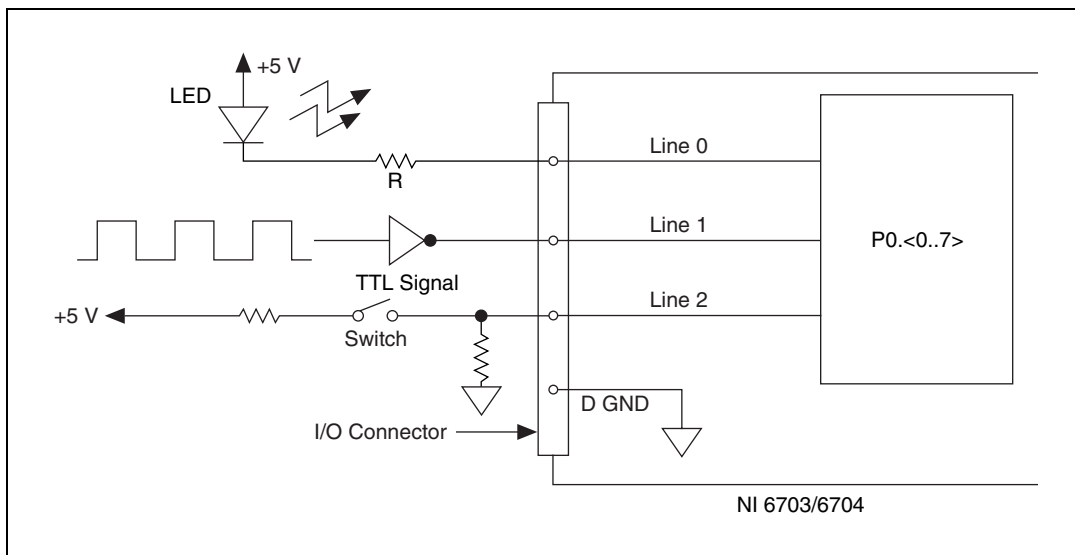 +5 V
LED
Line 0
R
Line 1
P0.<0..7>
TTL Signal
+5 V
Line 2
Switch
D GND
I/O Connector
NI 6703/6704